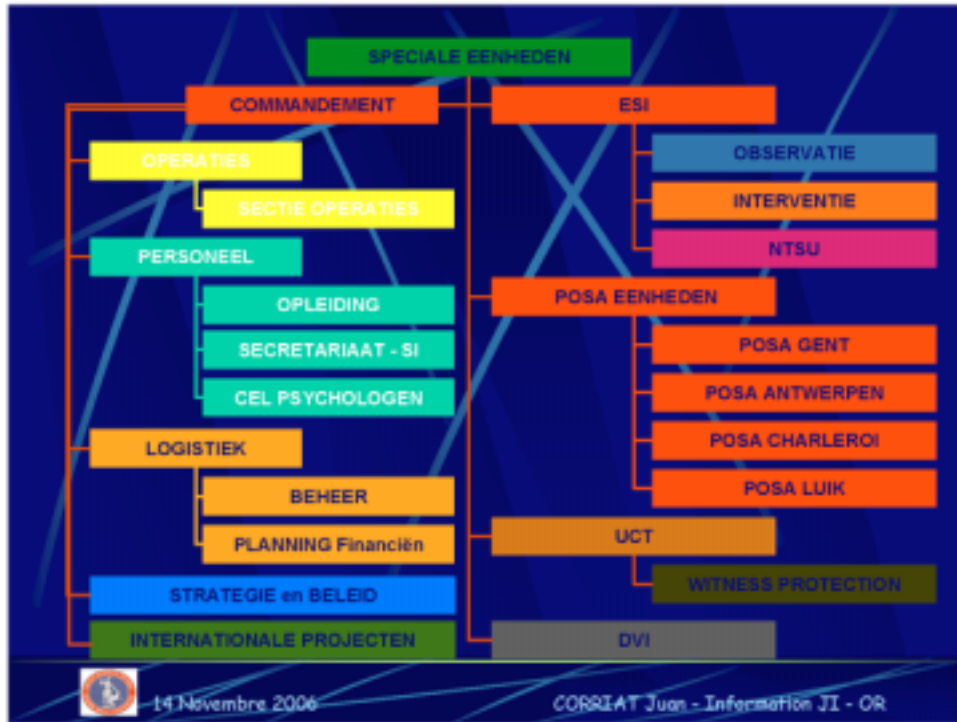 SPECIALE EENHEDEN
COMMANDEMENT
OPERATIES
SECTIE OPERATIES
PERSONEEL
OPLEIDING
SECRETARIAAT - SI
CEL PSYCHOLOGEN
LOGISTIEK
BEHEER
PLANNING Financiën
STRATEGIE en BELEID
INTERNATIONALE PROJECTEN
ESI
OBSERVATIE
INTERVENTIE
NTSU
POSA EENHEDEN
POSA GENT
POSA ANTWERPEN
POSA CHARLEROI
POSA LUIK
UCT
WITNESS PROTECTION
DVI
14 Novembre 2006
CORRIAT Juan - Information JI - OR